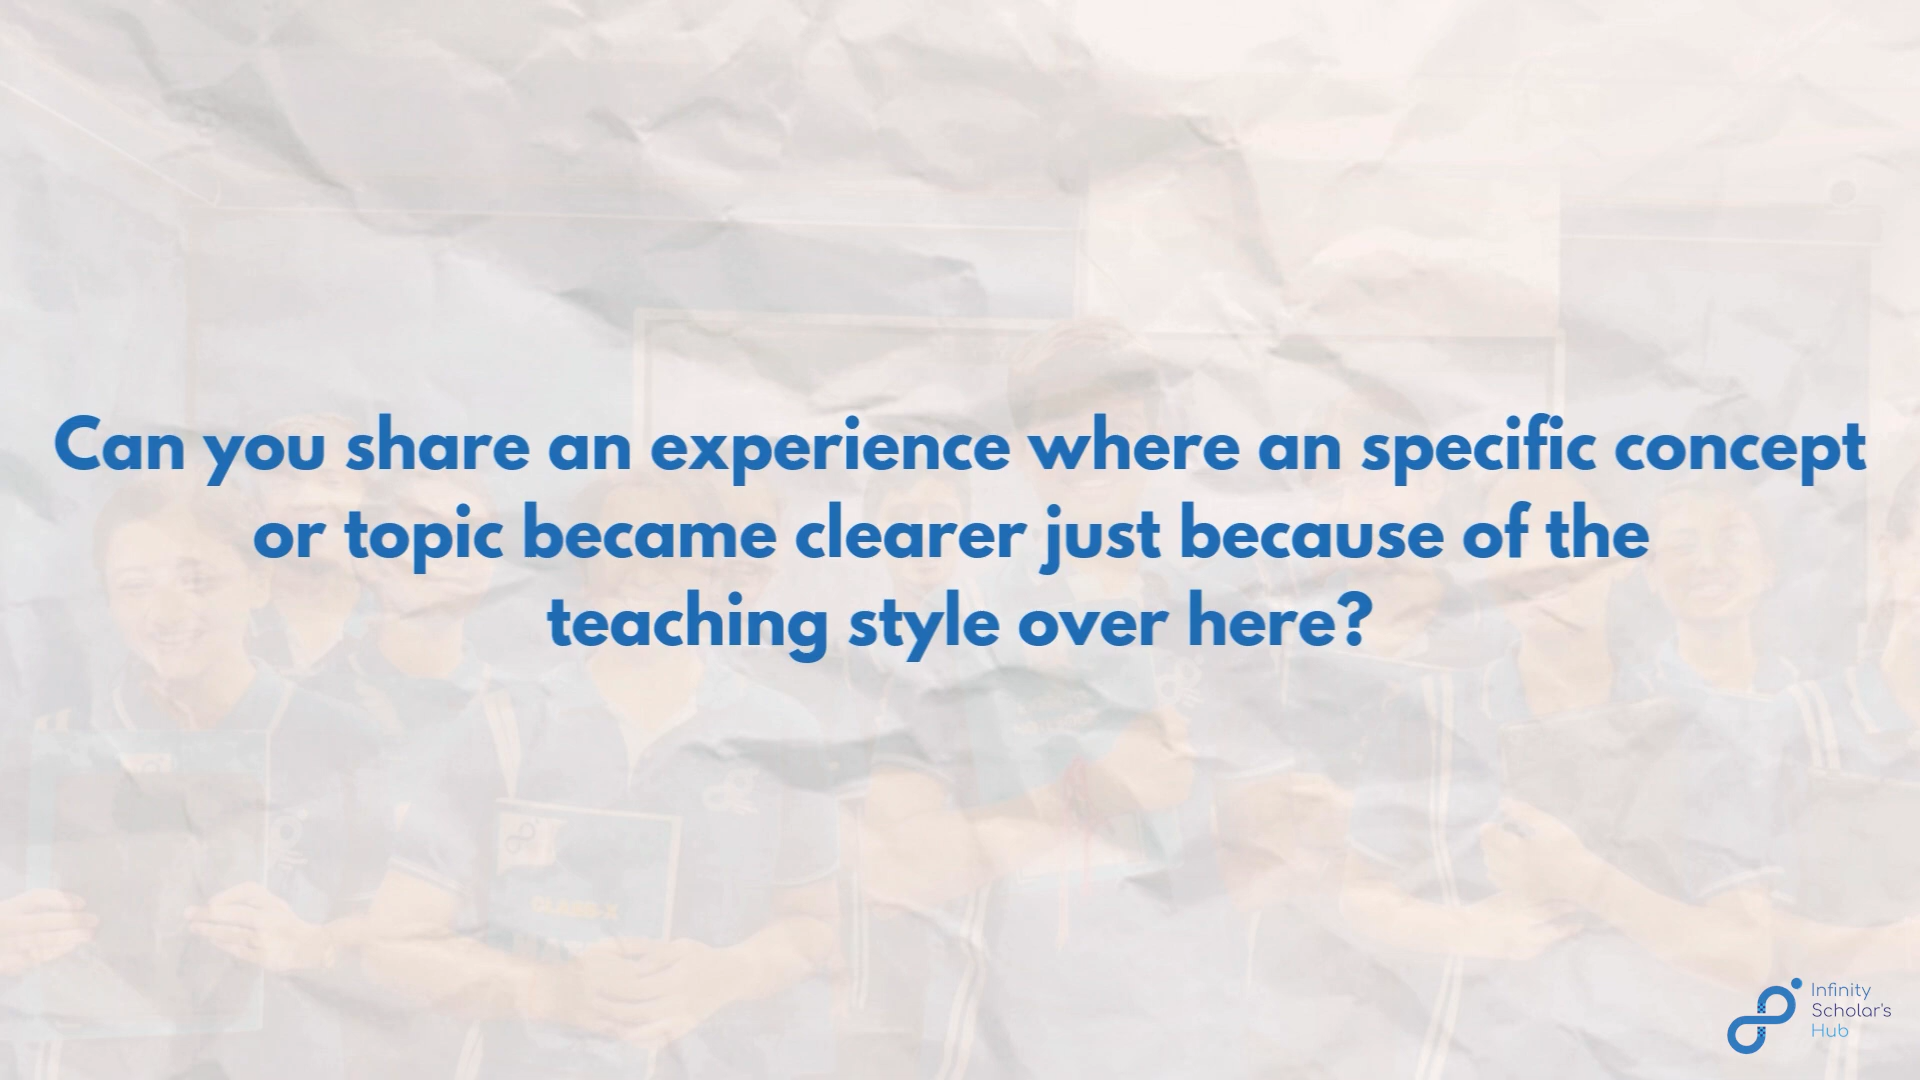 Can you share an experience where an specific concept
or topic became clearer just because of the
teaching style over here?
CLASS-X
Infinity
Scholar's
Hub